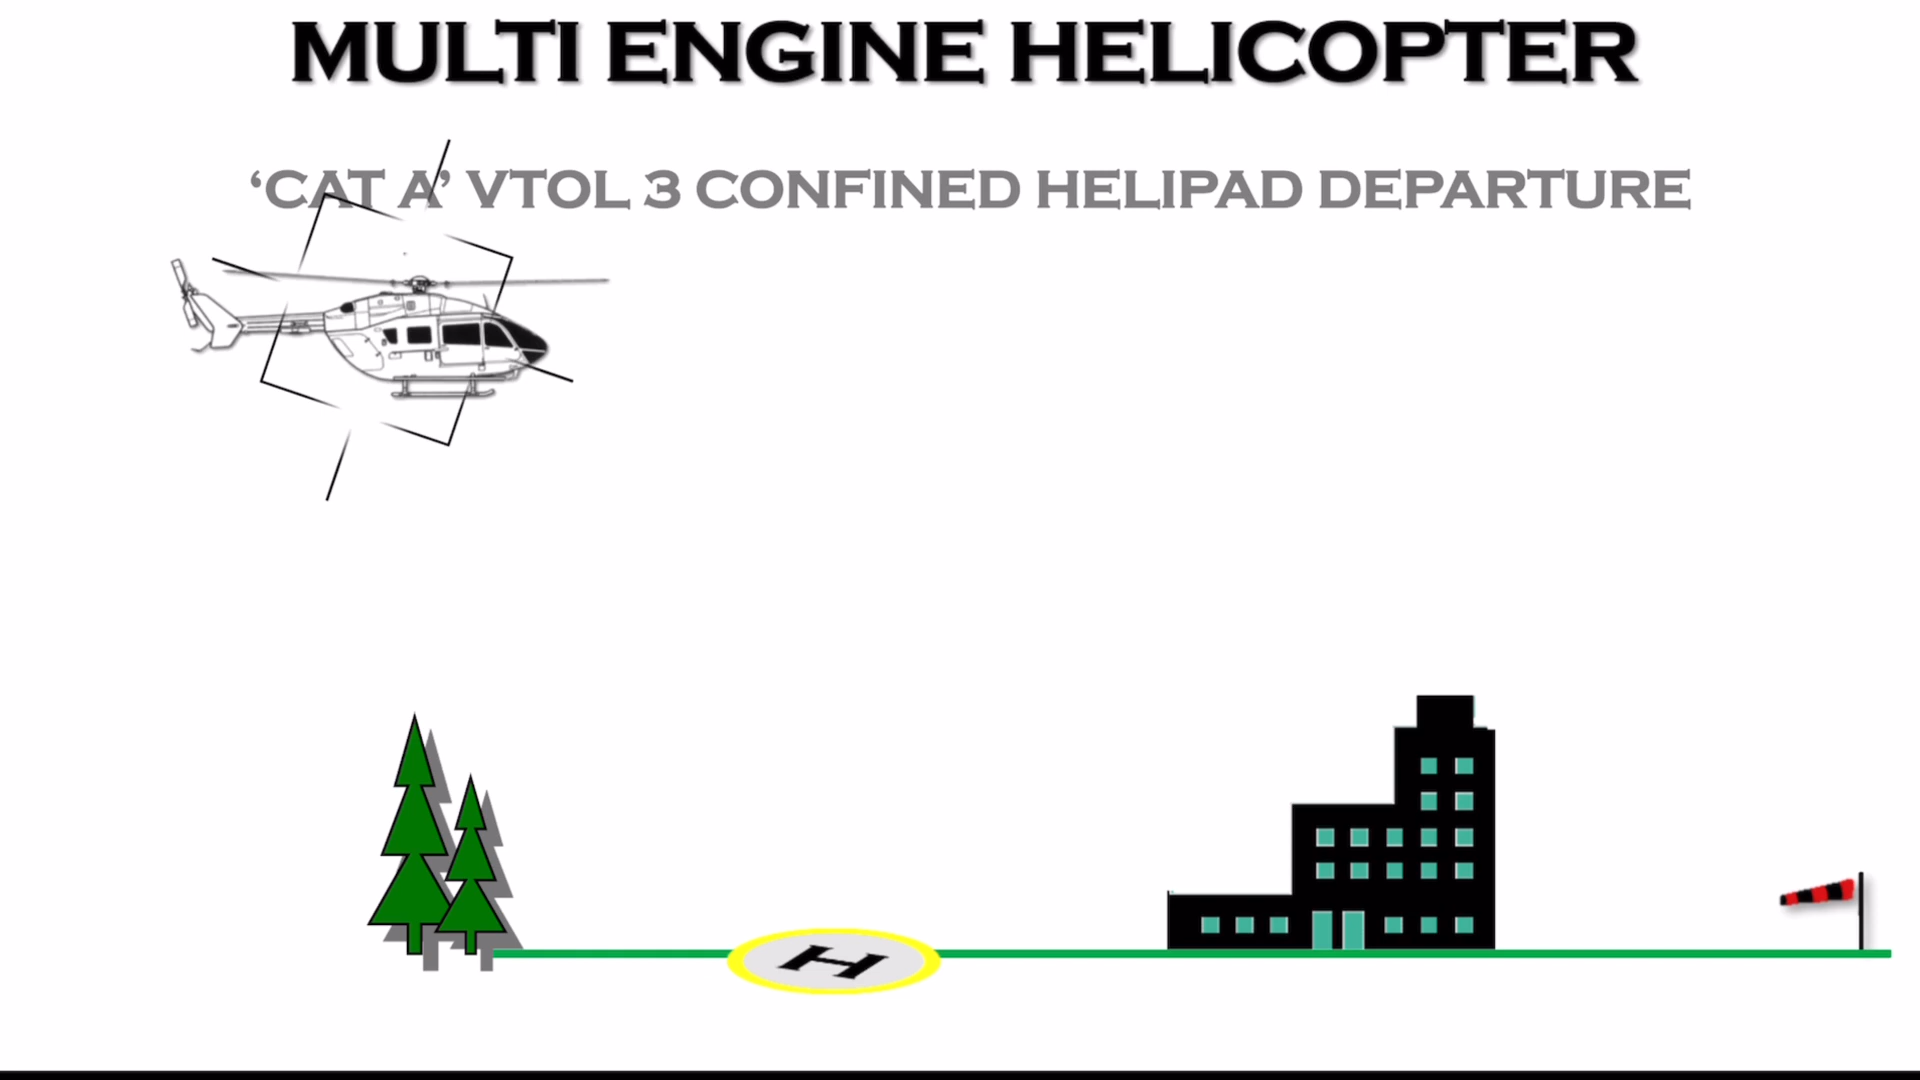 MULTI ENGINE HELICOPTER
‘CAT A’ VTOL 3 CONFINED HELIPAD DEPARTURE
H